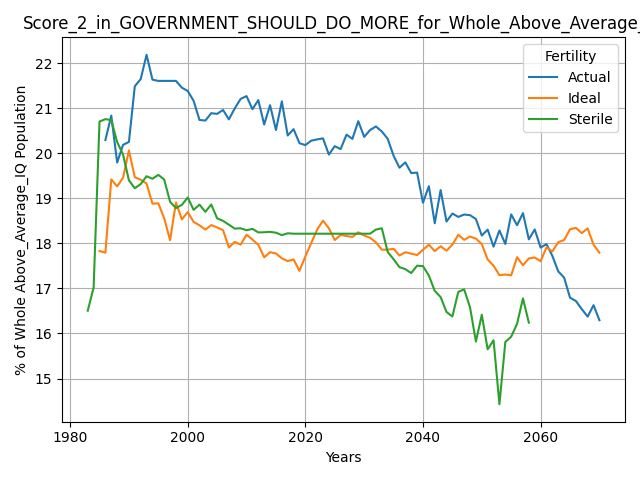 Score_2_in_GOVERNMENT_SHOULD_DO_MORE_for_Whole_Above_Average_
Fertility
Actual
Ideal
Sterile
% of Whole Above_Average_IQ Population
22
21
20
19
18
17
16
15
1980
2000
2020
2040
2060
Years